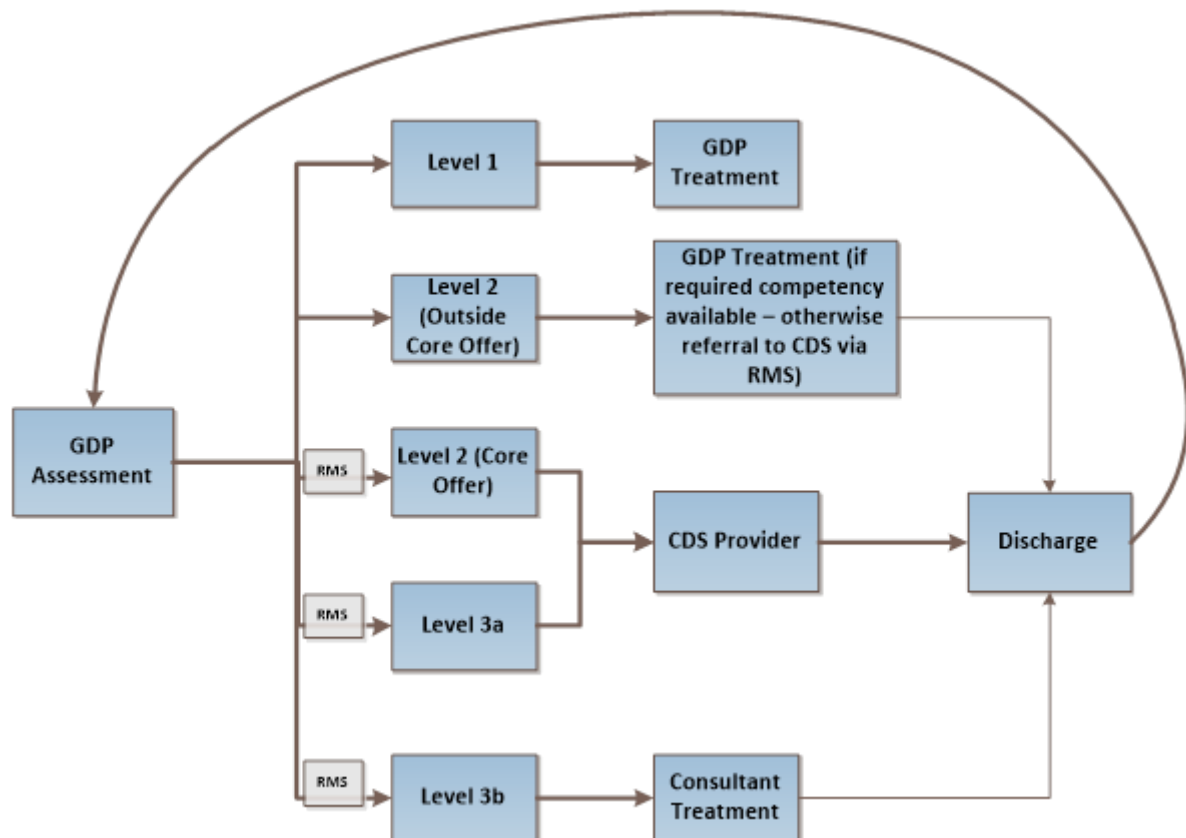 Level 1
GDP
Treatment
Level 2
(Outside
Core Offer)
GDP Treatment (if
required competency
available – otherwise
referral to CDS via
RMS)
GDP
Assessment
RMS
Level 2 (Core
Offer)
CDS Provider
Discharge
RMS
Level 3a
RMS
Level 3b
Consultant
Treatment